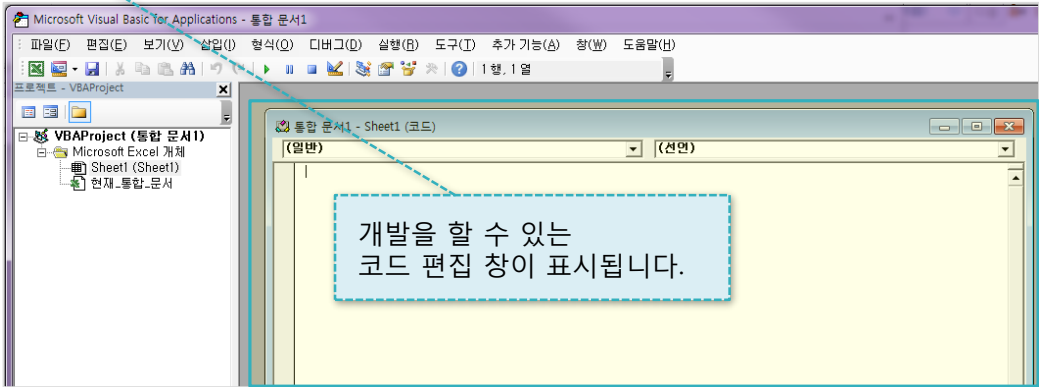 Microsoft Visual Basic for Applications - 통합 문서1
파일(F) 편집(E) 보기(V) 삽입(I) 형식(O) 디버그(D) 실행(R) 도구(T) 추가 기능(A) 창(W) 도움말(H)
1 행, 1 열
프로젝트 - VBAProject
VBAProject (통합 문서1)
Microsoft Excel 개체
Sheet1 (Sheet1)
현재_통합_문서
통합 문서1 - Sheet1 (코드)
(일반) (선언)
개발을 할 수 있는
코드 편집 창이 표시됩니다.